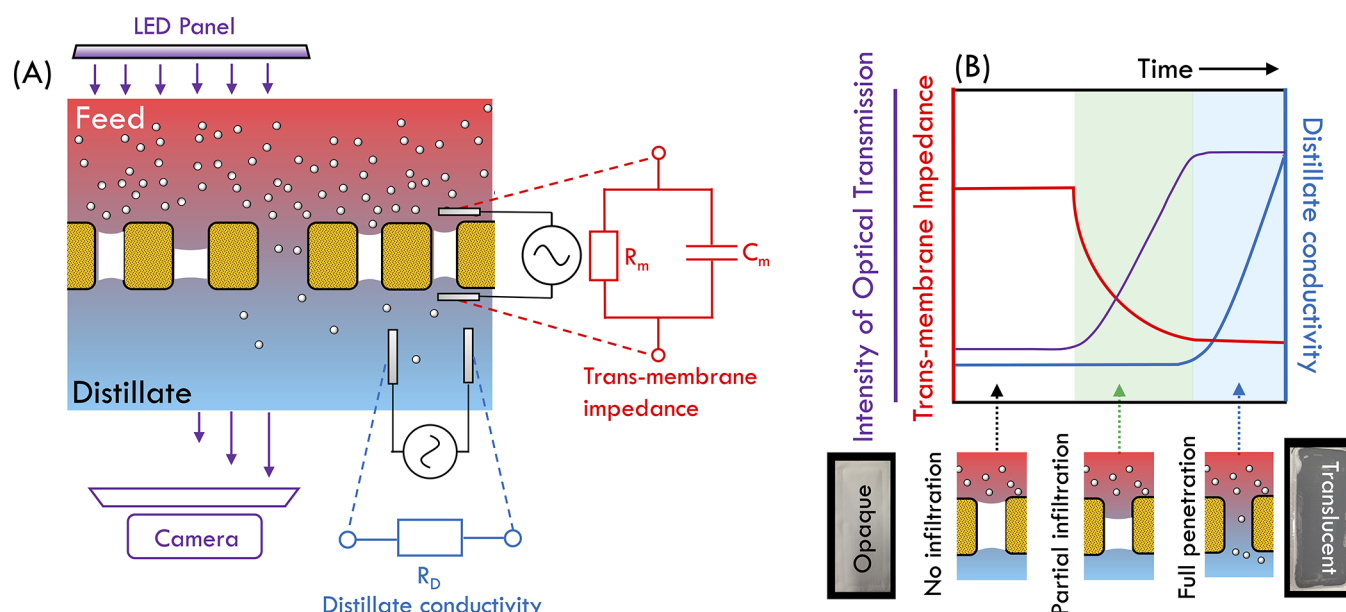 LED Panel
(A)
Feed
Distillate
Camera
Rm
Cm
Trans-membrane
impedance
RD
Distillate conductivity
(B)
Time
Intensity of Optical Transmission
Trans-membrane Impedance
Distillate conductivity
Opaque
No infiltration
Partial infiltration
Full penetration
Translucent